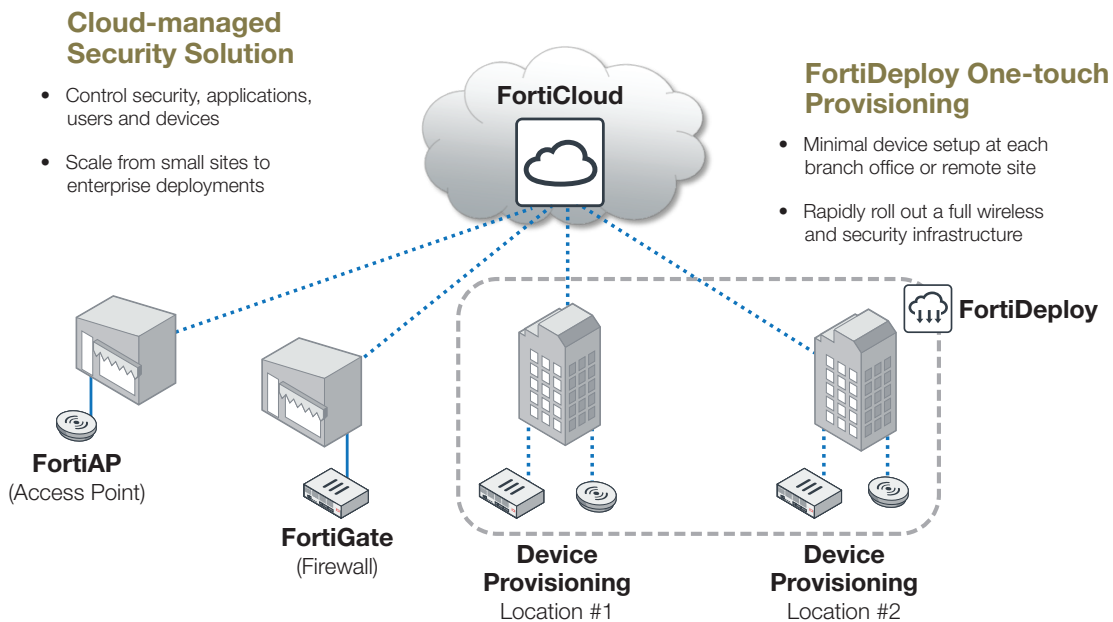 Cloud-managed
Security Solution
• Control security, applications,
users and devices
• Scale from small sites to
enterprise deployments
FortiCloud
FortiDeploy One-touch
Provisioning
• Minimal device setup at each
branch office or remote site
• Rapidly roll out a full wireless
and security infrastructure
FortiDeploy
FortiAP
(Access Point)
FortiGate
(Firewall)
Device
Provisioning
Location #1
Device
Provisioning
Location #2